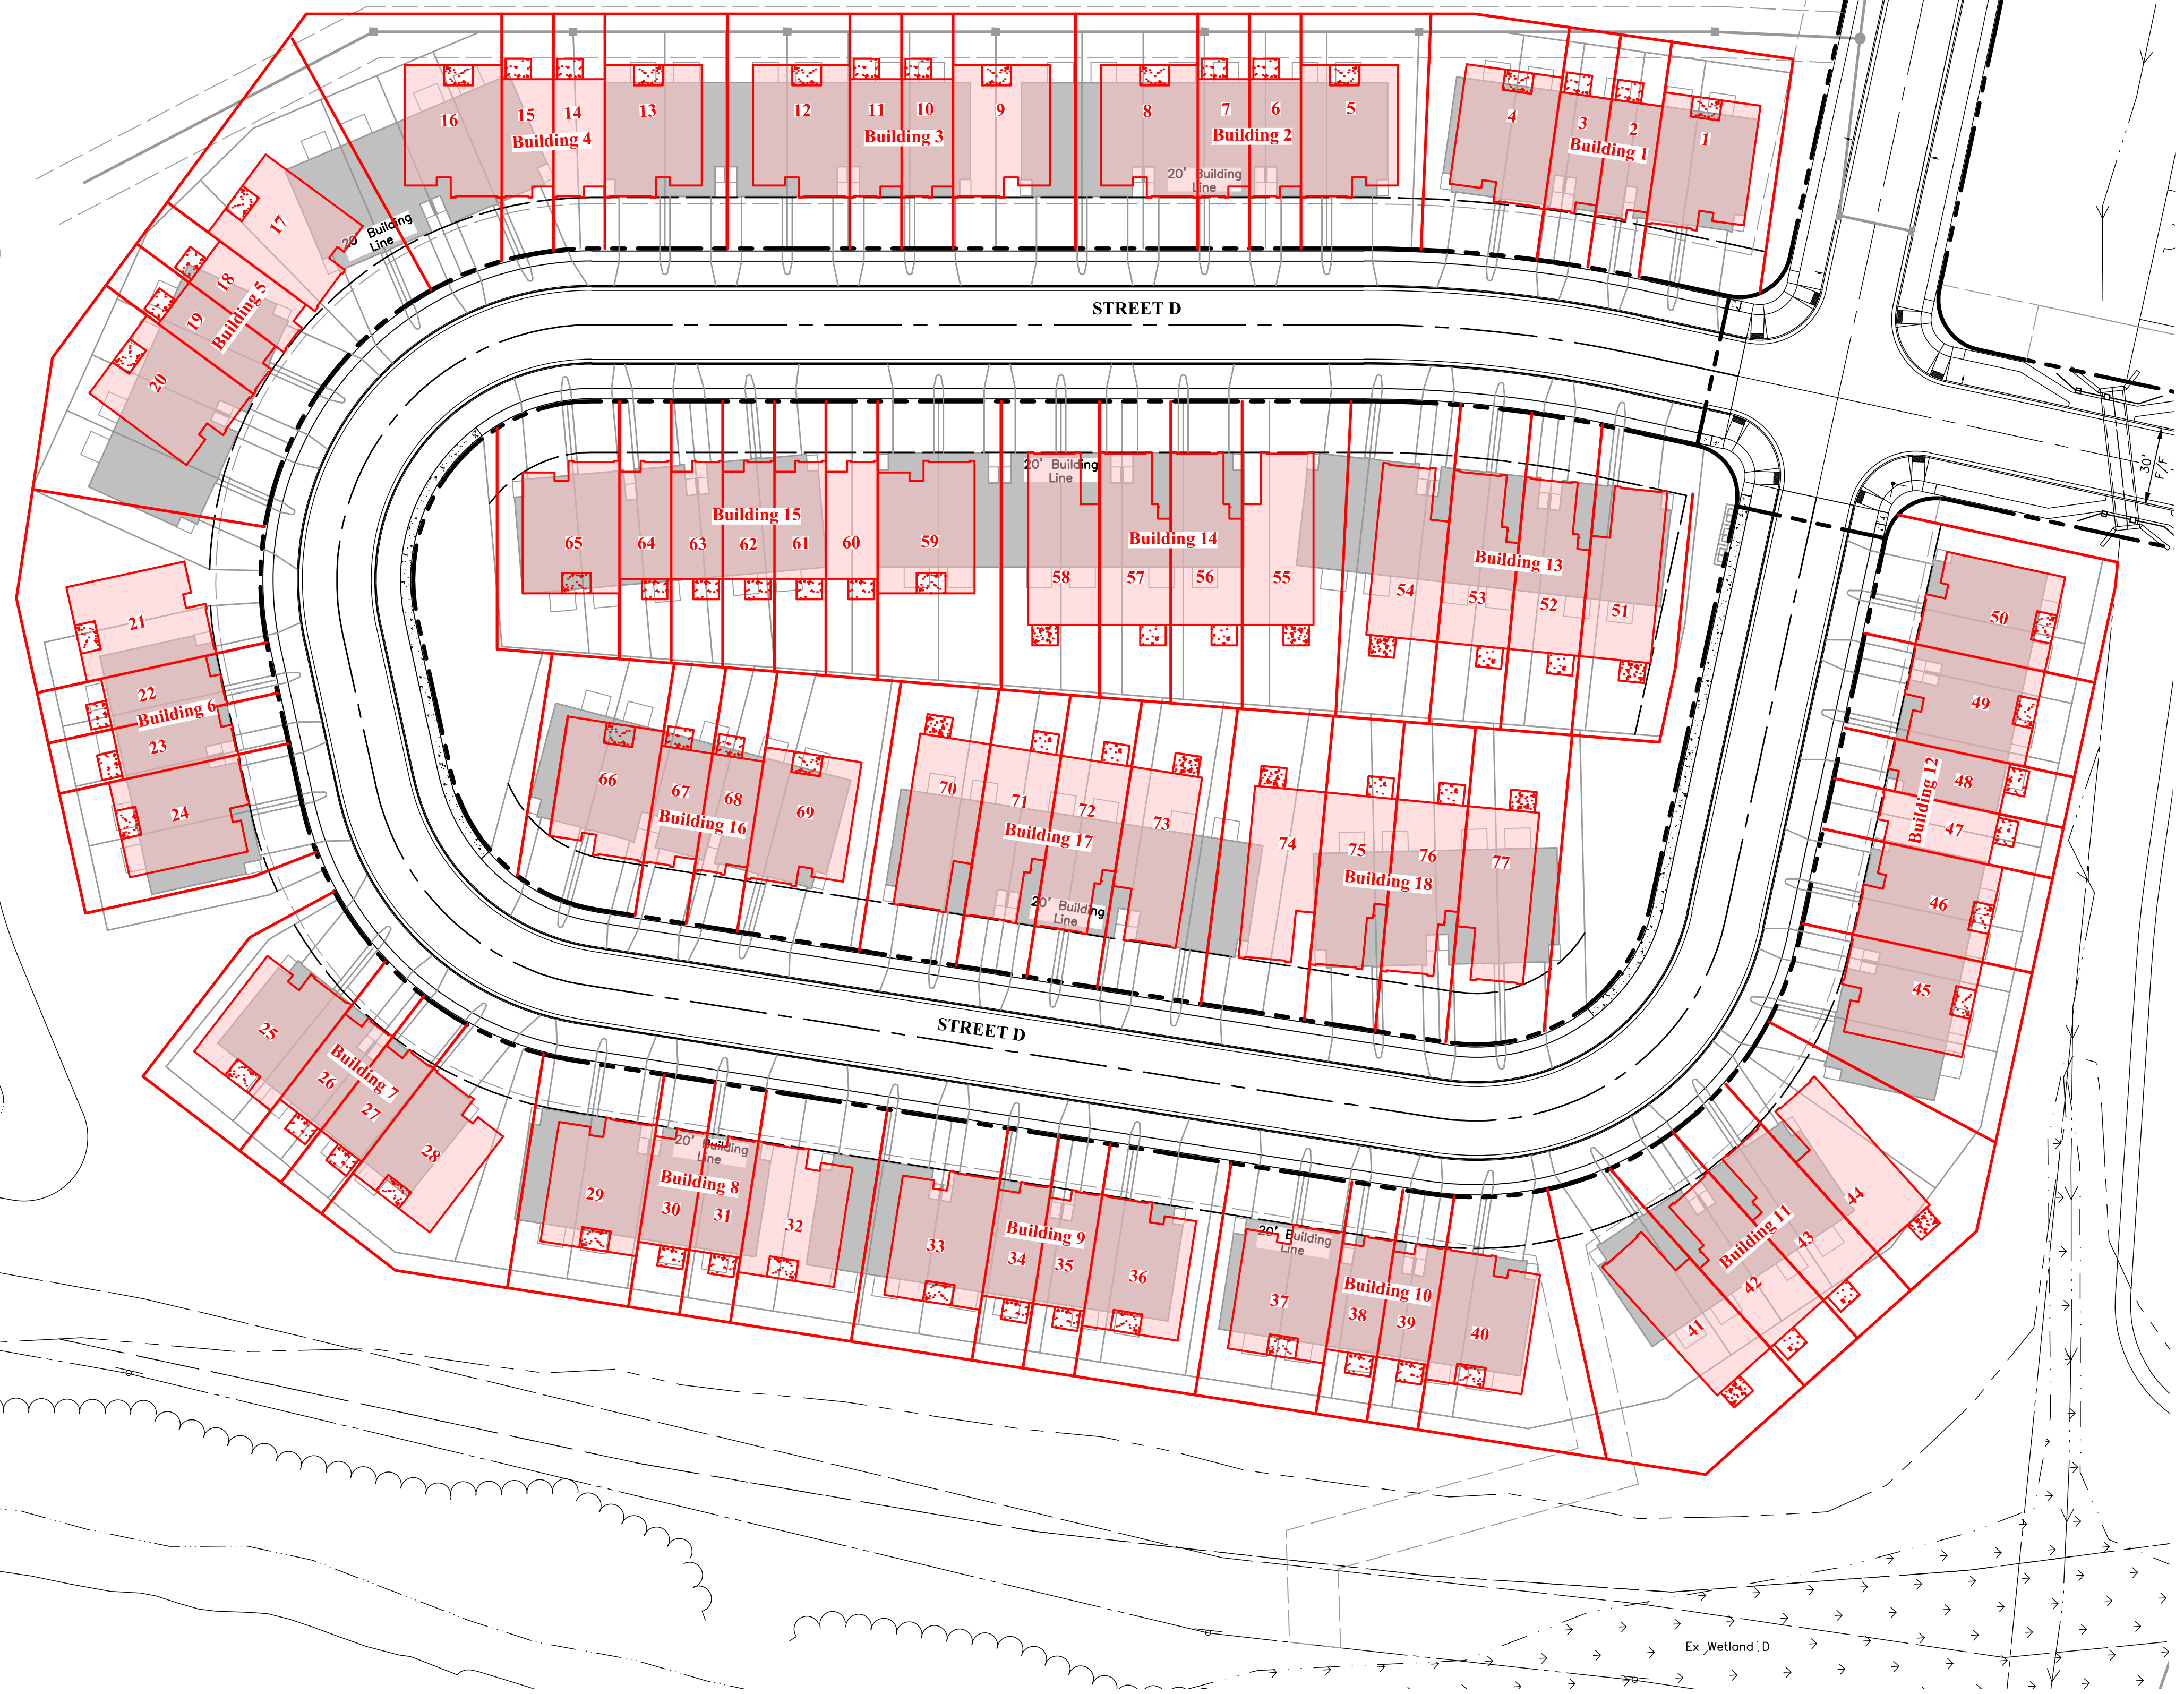 16
15
14
13
Building 4
12
11
10
9
Building 3
8
7
6
5
Building 2
20' Building
Line
4
3
2
1
Building 1
20' Building
Line
17
18
19
20
Building 5
STREET D
20' Building
Line
65
64
63
62
61
60
59
Building 15
58
57
56
55
Building 14
54
53
52
51
Building 13
30'
F/F
21
22
Building 6
23
24
66
67
68
69
Building 16
70
71
72
73
Building 17
20' Building
Line
74
75
76
77
Building 18
50
49
48
47
46
45
Building 12
25
26
27
28
Building 7
STREET D
20' Building
Line
29
30
31
32
Building 8
33
34
35
36
Building 9
20' Building
Line
37
38
39
40
Building 10
41
42
43
44
Building 11
Ex. Wetland D